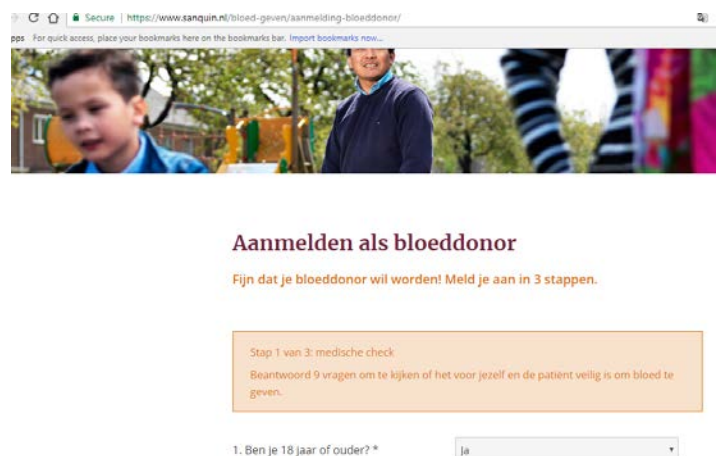 Secure | https://www.sanquin.nl/bloed-geven/aanmelding-bloeddonor/
pps For quick access, place your bookmarks here on the bookmarks bar. Import bookmarks now...
Aanmelden als bloeddonor
Fijn dat je bloeddonor wil worden! Meld je aan in 3 stappen.
Stap 1 van 3: medische check
Beantwoord 9 vragen om te kijken of het voor jezelf en de patiënt veilig is om bloed te
geven.
1. Ben je 18 jaar of ouder? * Ja